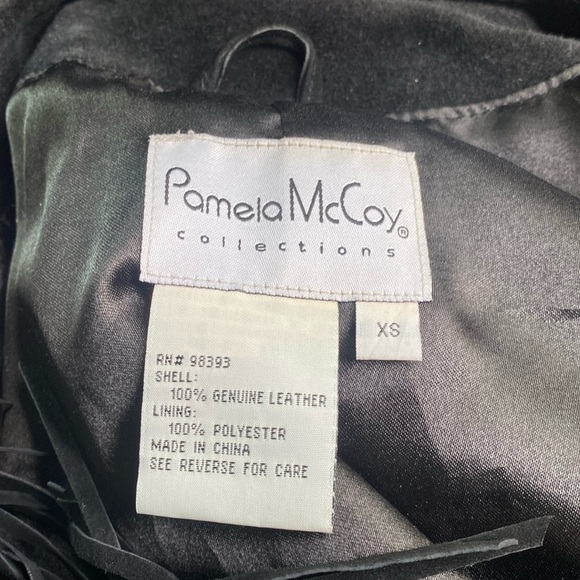 Pamela McCoy®
collections
XS
RN# 98393
SHELL:
100% GENUINE LEATHER
LINING:
100% POLYESTER
MADE IN CHINA
SEE REVERSE FOR CARE